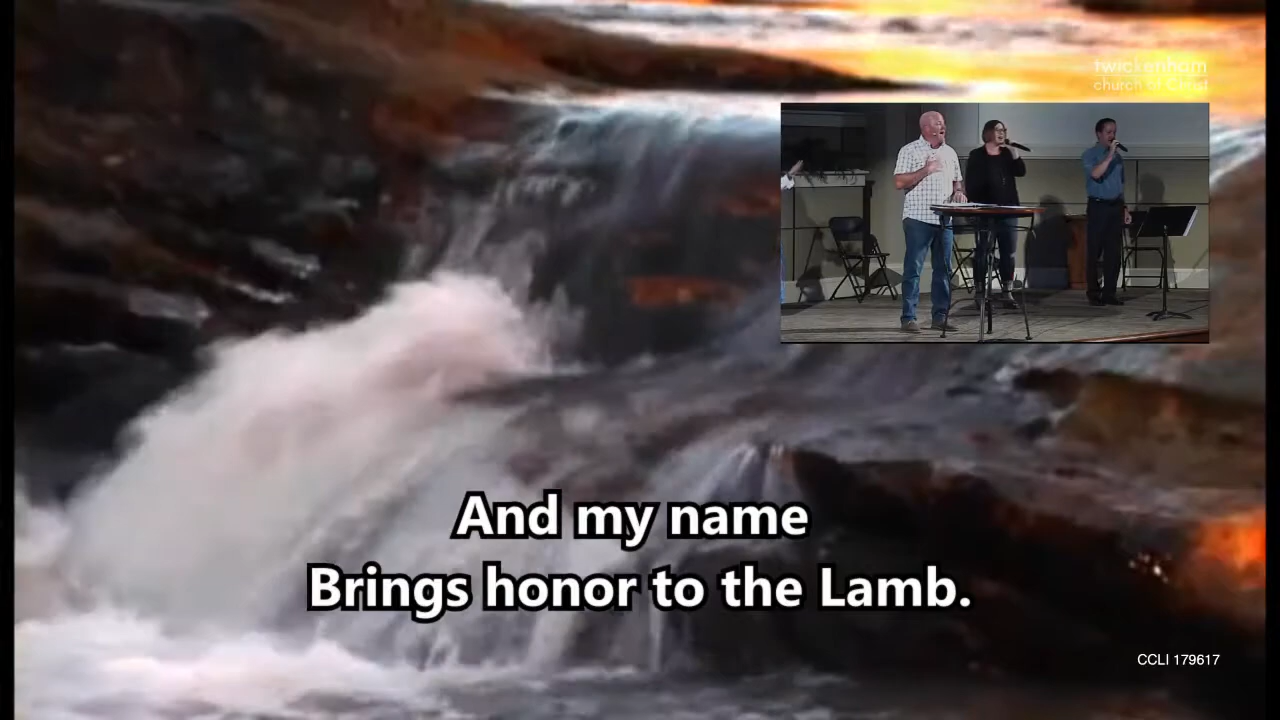 twickenham
church of Christ
And my name
Brings honor to the Lamb.
CCLI 179617